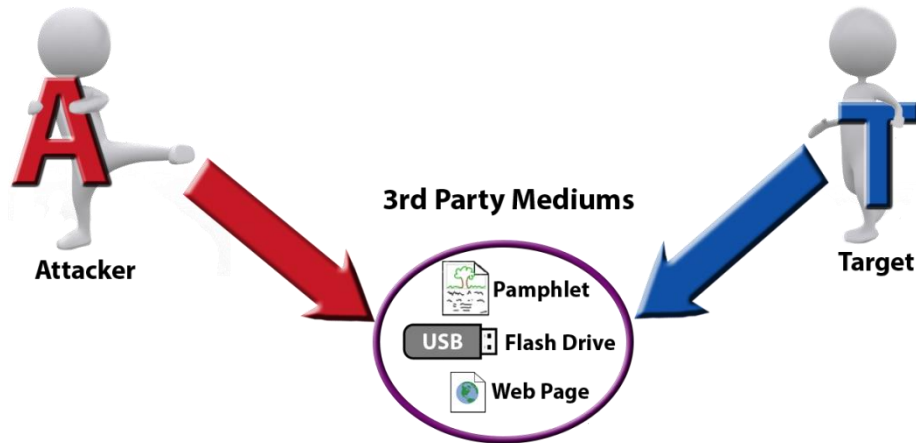 A
T
3rd Party Mediums
Attacker
Target
Pamphlet
USB
Flash Drive
Web Page